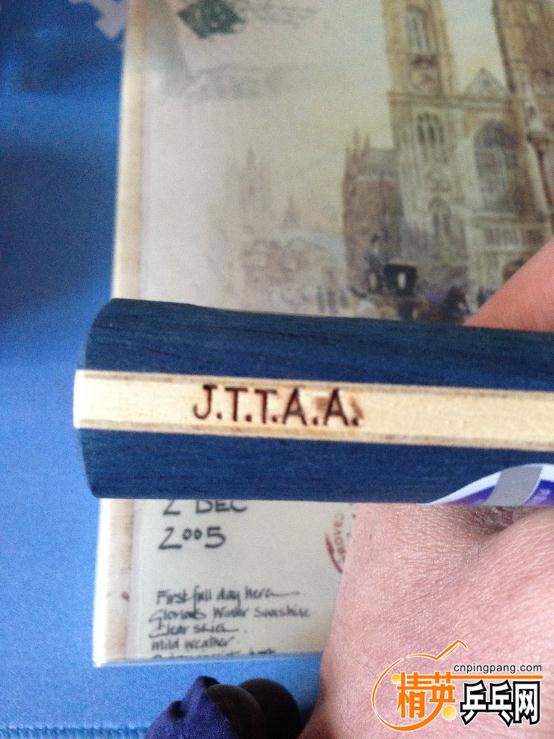 J.T.T.A.A.
2 DEC
2005
First full day here
Glorious Winter Sunshine
Clear skies
Mild weather
cnpingpang.com
精英乒乓网